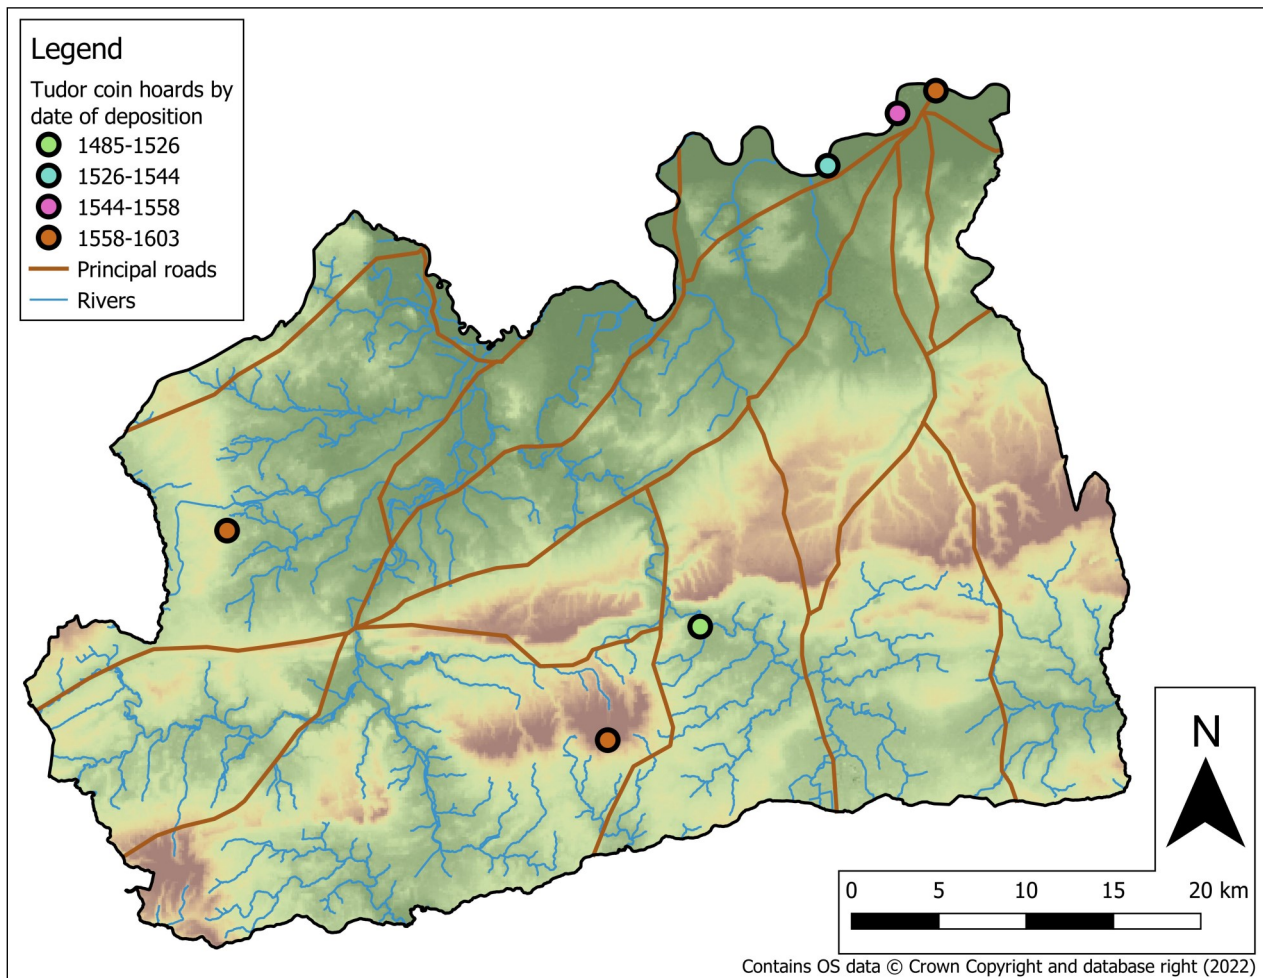 Legend
Tudor coin hoards by
date of deposition
1485-1526
1526-1544
1544-1558
1558-1603
Principal roads
Rivers
N
0 5 10 15 20 km
Contains OS data © Crown Copyright and database right (2022)